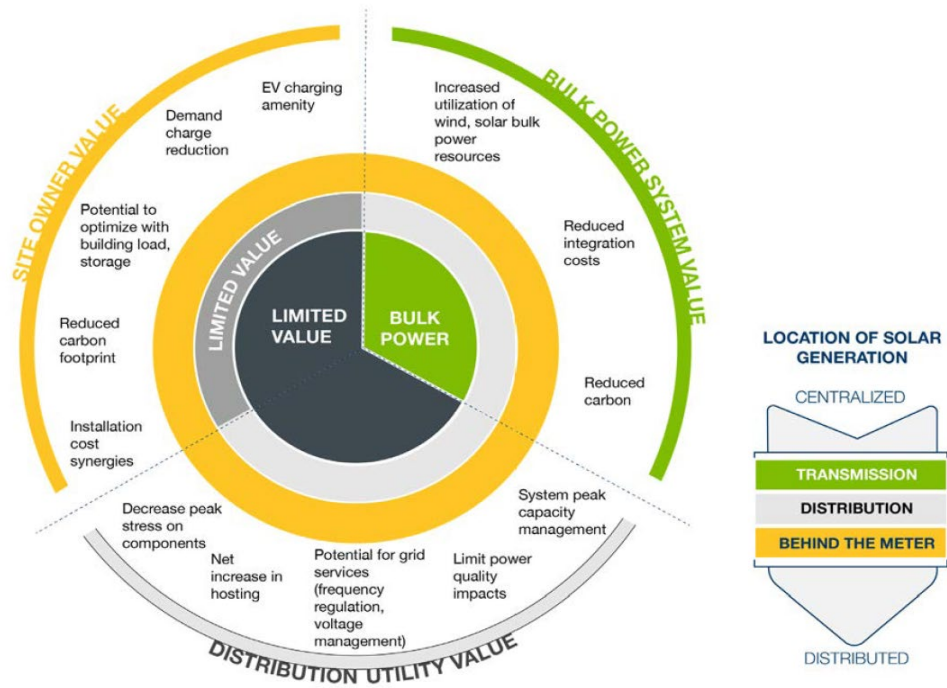 SITE OWNER VALUE
EV charging
amenity
Demand
charge
reduction
Potential to
optimize with
building load,
storage
Reduced
carbon
footprint
Installation
cost
synergies
BULK POWER SYSTEM VALUE
Increased
utilization of
wind, solar bulk
power
resources
Reduced
integration
costs
Reduced
carbon
LIMITED VALUE
LIMITED
VALUE
BULK
POWER
Decrease peak
stress on
components
Net
increase in
hosting
Potential for grid
services
(frequency
regulation,
voltage
management)
Limit power
quality
impacts
System peak
capacity
management
DISTRIBUTION UTILITY VALUE
LOCATION OF SOLAR
GENERATION
CENTRALIZED
TRANSMISSION
DISTRIBUTION
BEHIND THE METER
DISTRIBUTED